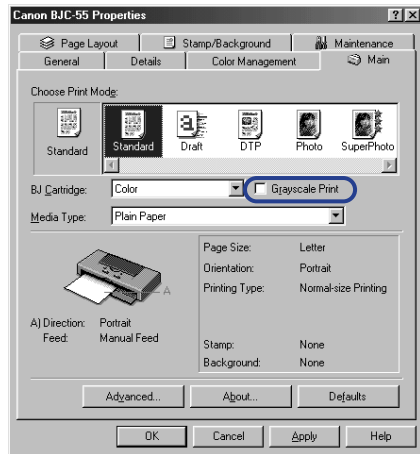 Canon BJC-55 Properties
Page Layout Stamp/Background Maintenance
General Details Color Management Main
Choose Print Mode:
Standard Standard Draft DTP Photo SuperPhoto
BJ Cartridge: Color Grayscale Print
Media Type: Plain Paper
Page Size: Letter
Orientation: Portrait
Printing Type: Normal-size Printing
A
A) Direction: Portrait
Feed: Manual Feed
Stamp: None
Background: None
Advanced... About... Defaults
OK Cancel Apply Help